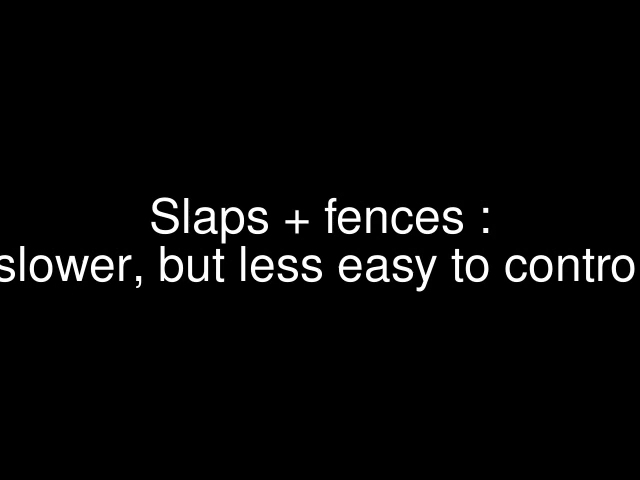 Slaps + fences :
slower, but less easy to contro